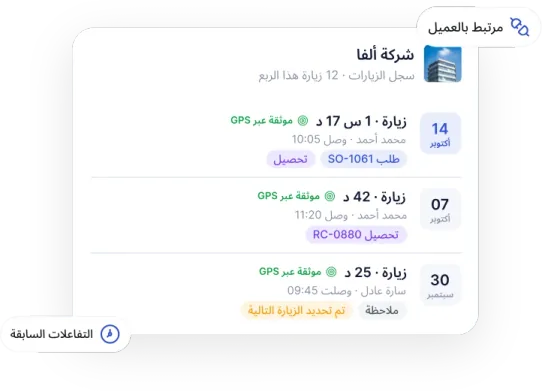 مرتبط بالعميل
شركة ألفا
سجل الزيارات · 12 زيارة هذا الربع
14
أكتوبر
زيارة · 1 س 17 د موثقة عبر GPS
محمد أحمد · وصل 10:05
طلب SO-1061 تحصيل
07
أكتوبر
زيارة · 42 د موثقة عبر GPS
محمد أحمد · وصل 11:20
تحصيل RC-0880
30
سبتمبر
زيارة · 25 د موثقة عبر GPS
سارة عادل · وصلت 09:45
ملاحظة تم تحديد الزيارة التالية
التفاعلات السابقة